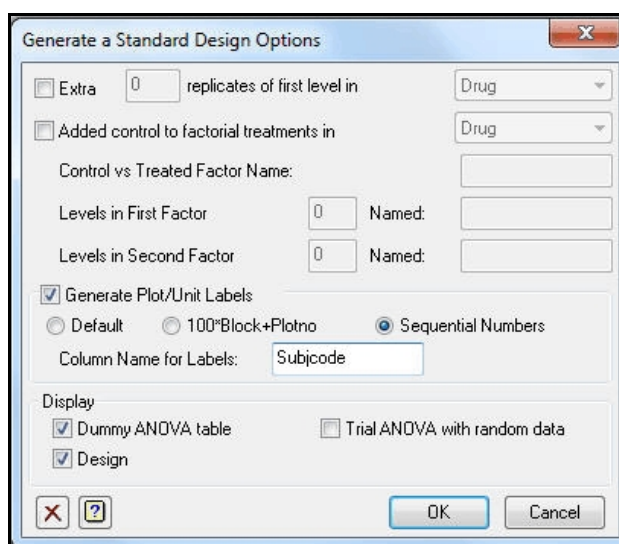 Generate a Standard Design Options
Extra 0 replicates of first level in Drug
Added control to factorial treatments in Drug
Control vs Treated Factor Name:
Levels in First Factor 0 Named:
Levels in Second Factor 0 Named:
Generate Plot/Unit Labels
Default 100*Block+Plotno Sequential Numbers
Column Name for Labels: Subjcode
Display
Dummy ANOVA table Trial ANOVA with random data
Design
OK Cancel